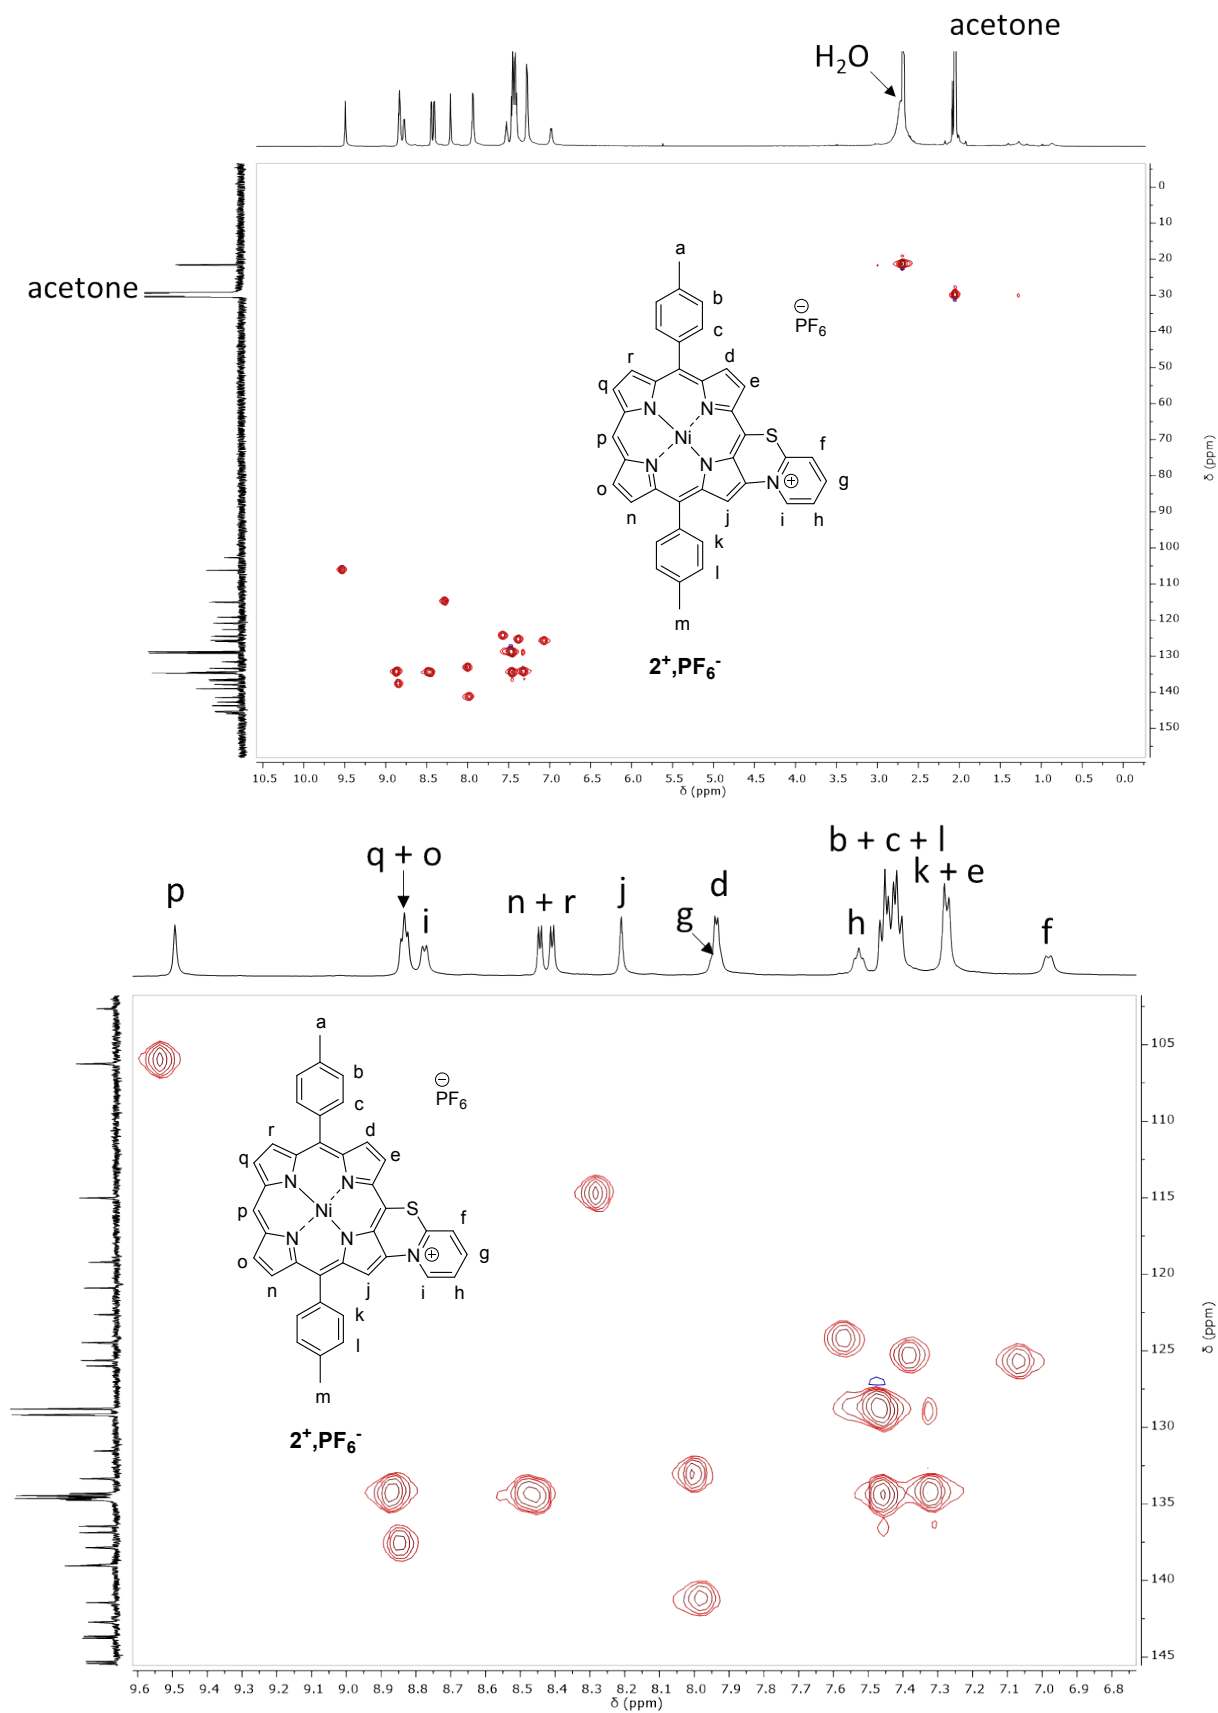 acetone
H2O
acetone
0
10
20
30
40
50
60
70
80
90
100
110
120
130
140
150
δ (ppm)
a
b
c
⊖
PF6
r
d
q
e
N
N
p
Ni
S
f
N
N
N
⊕
g
o
n
j
i
h
k
l
m
2+,PF6-
10.5 10.0 9.5 9.0 8.5 8.0 7.5 7.0 6.5 6.0 5.5 5.0 4.5 4.0 3.5 3.0 2.5 2.0 1.5 1.0 0.5 0.0
δ (ppm)
b + c + l
q + o
k + e
p
i
n + r
j
d
g
h
f
a
b
c
⊖
PF6
r
d
q
e
N
N
p
Ni
S
f
N
N
N
⊕
g
o
n
j
i
h
k
l
m
2+,PF6-
105
110
115
120
125
130
135
140
145
δ (ppm)
9.6 9.5 9.4 9.3 9.2 9.1 9.0 8.9 8.8 8.7 8.6 8.5 8.4 8.3 8.2 8.1 8.0 7.9 7.8 7.7 7.6 7.5 7.4 7.3 7.2 7.1 7.0 6.9 6.8
δ (ppm)